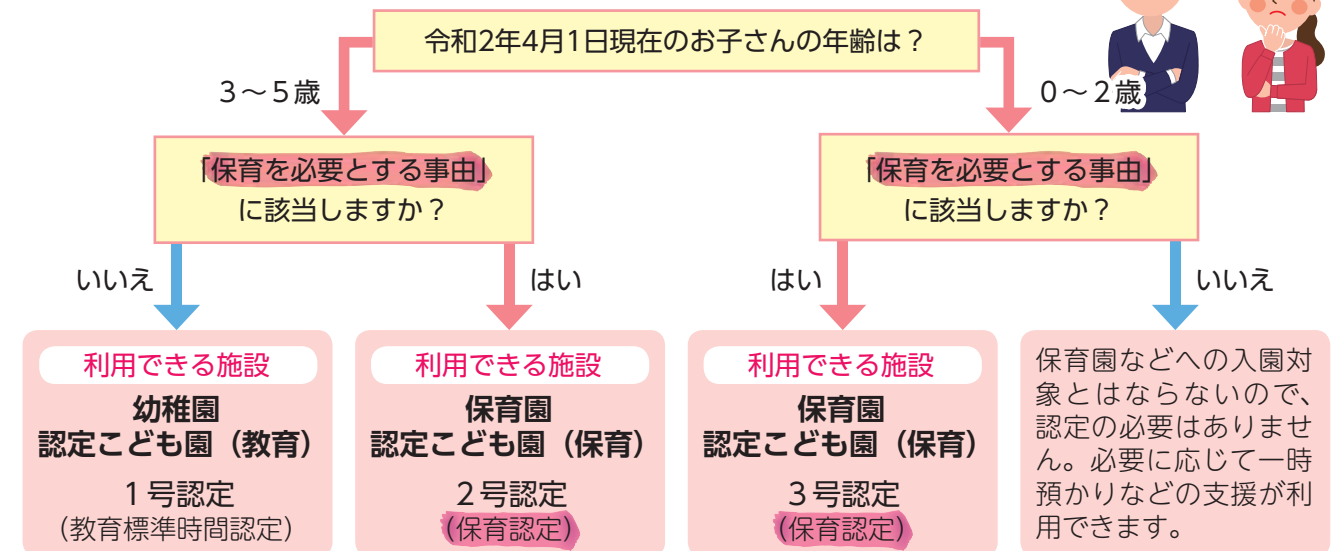 令和2年4月1日現在のお子さんの年齢は？
3～5歳
0～2歳
「保育を必要とする事由」
に該当しますか？
「保育を必要とする事由」
に該当しますか？
いいえ
はい
はい
いいえ
利用できる施設
幼稚園
認定こども園（教育）
1号認定
（教育標準時間認定）
利用できる施設
保育園
認定こども園（保育）
2号認定
（保育認定）
利用できる施設
保育園
認定こども園（保育）
3号認定
（保育認定）
保育園などへの入園対
象とはならないので、
認定の必要はありませ
ん。必要に応じて一時
預かりなどの支援が利
用できます。